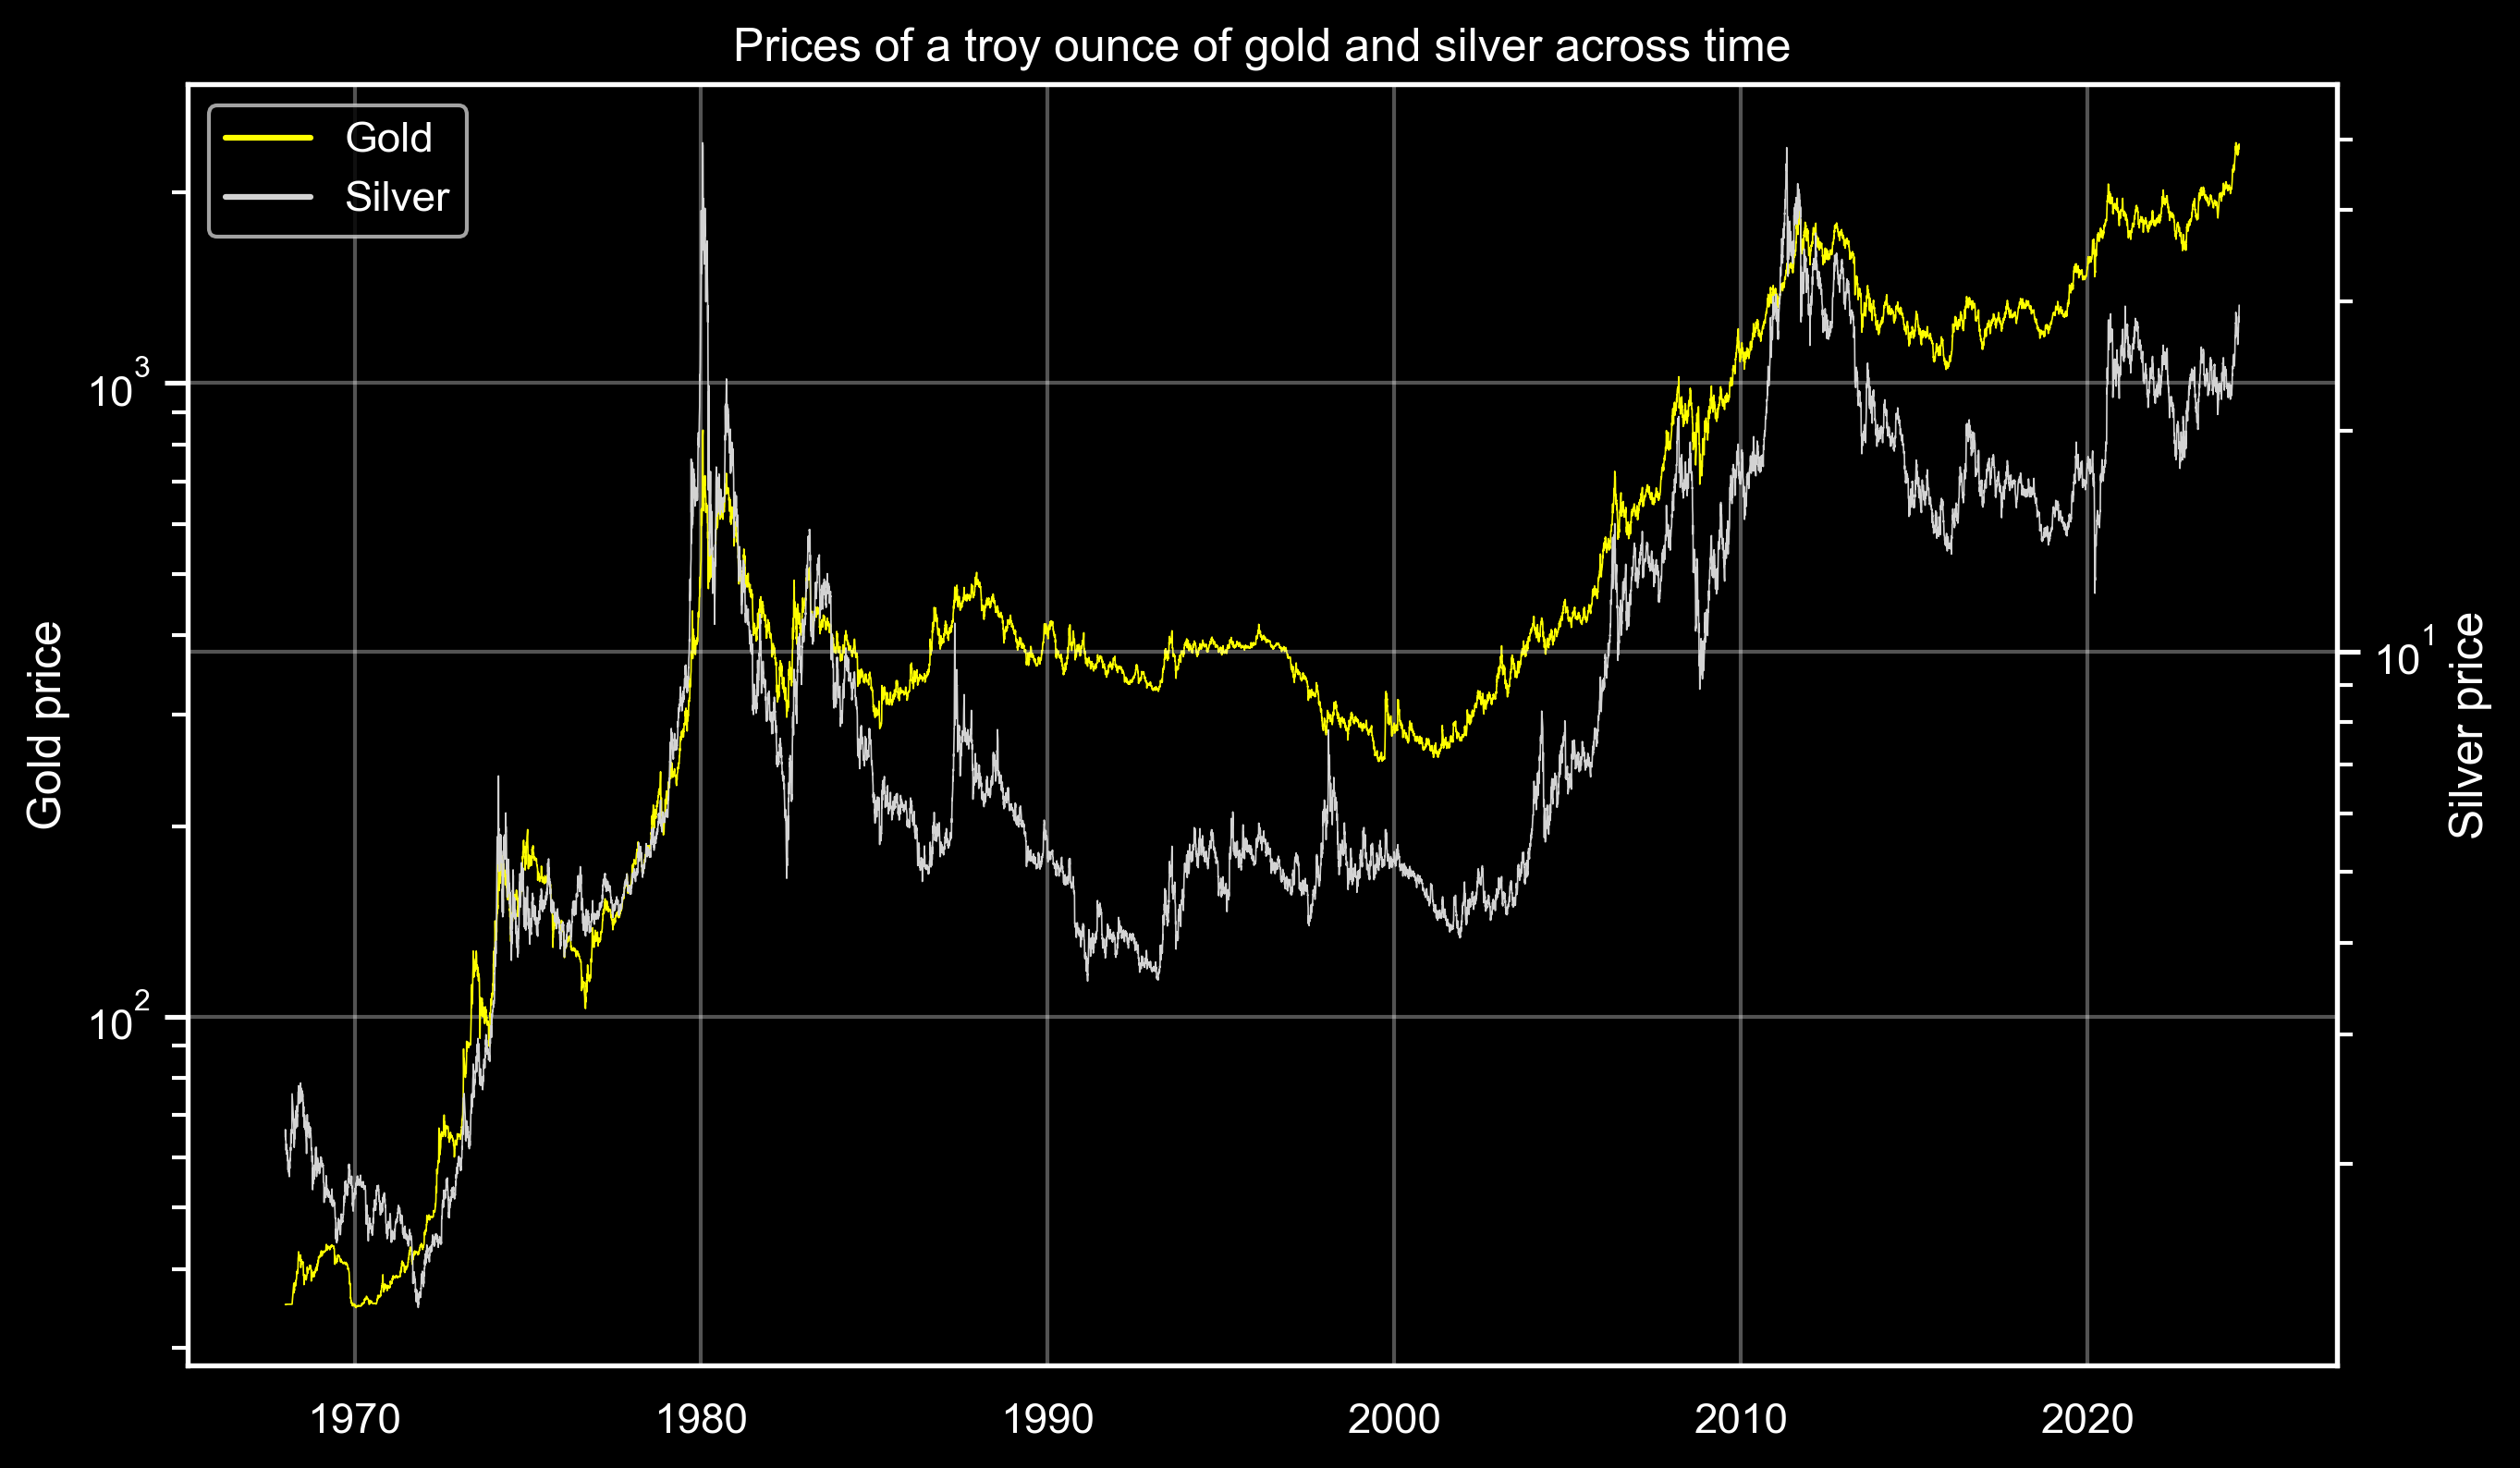 Prices of a troy ounce of gold and silver across time
Gold
Silver
10³
10²
Gold price
10¹
Silver price
1970 1980 1990 2000 2010 2020